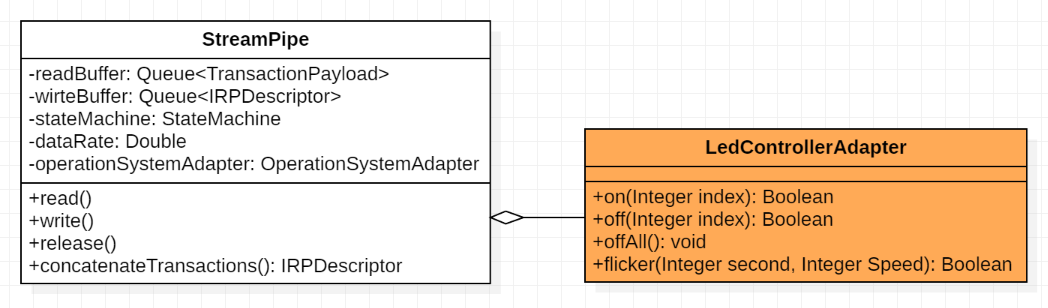 StreamPipe
-readBuffer: Queue<TransactionPayload>
-wirteBuffer: Queue<IRPDescriptor>
-stateMachine: StateMachine
-dataRate: Double
-operationSystemAdapter: OperationSystemAdapter
+read()
+write()
+release()
+concatenateTransactions(): IRPDescriptor
LedControllerAdapter
+on(Integer index): Boolean
+off(Integer index): Boolean
+offAll(): void
+flicker(Integer second, Integer Speed): Boolean